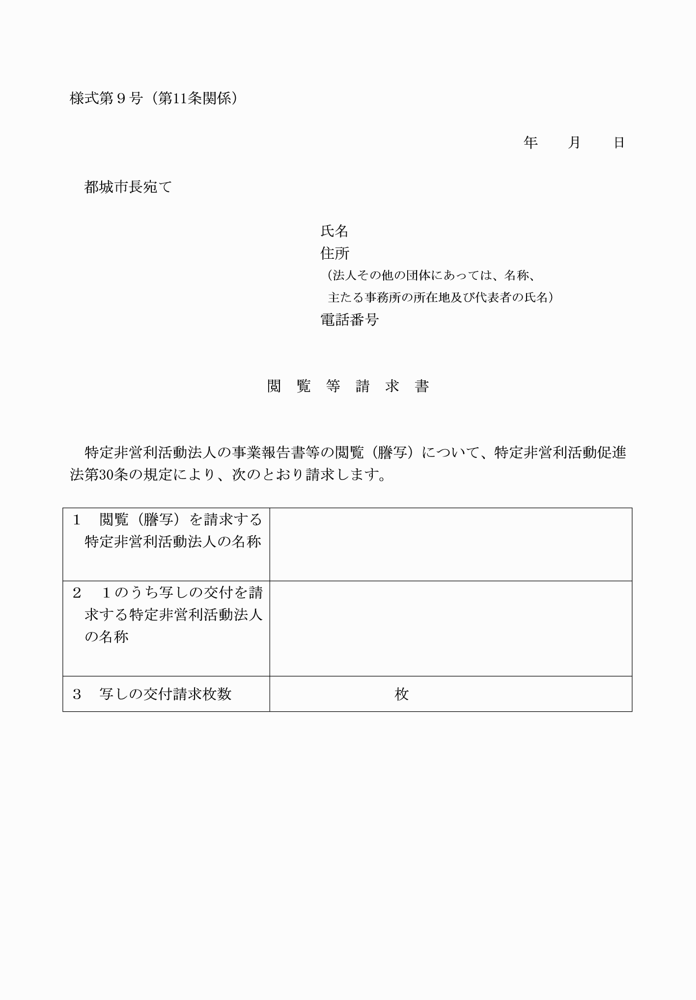 様式第９号（第11条関係）
年　　月　　日
都城市長宛て
氏名
住所
（法人その他の団体にあっては、名称、
主たる事務所の所在地及び代表者の氏名）
電話番号
閲　覧　等　請　求　書
特定非営利活動法人の事業報告書等の閲覧（謄写）について、特定非営利活動促進
法第30条の規定により、次のとおり請求します。
１　閲覧（謄写）を請求する
特定非営利活動法人の名称
２　１のうち写しの交付を請
求する特定非営利活動法人
の名称
３　写しの交付請求枚数
枚